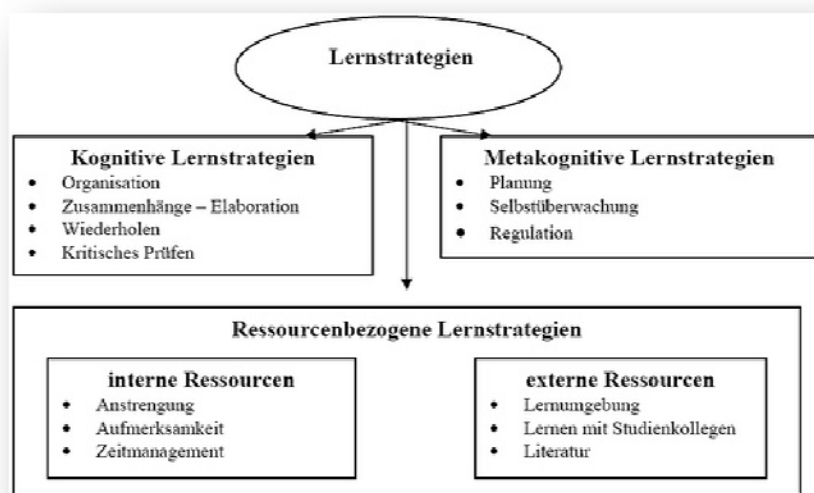 Lernstrategien
Kognitive Lernstrategien
• Organisation
• Zusammenhänge – Elaboration
• Wiederholen
• Kritisches Prüfen
Metakognitive Lernstrategien
• Planung
• Selbstüberwachung
• Regulation
Ressourcenbezogene Lernstrategien
interne Ressourcen
• Anstrengung
• Aufmerksamkeit
• Zeitmanagement
externe Ressourcen
• Lernumgebung
• Lernen mit Studienkollegen
• Literatur